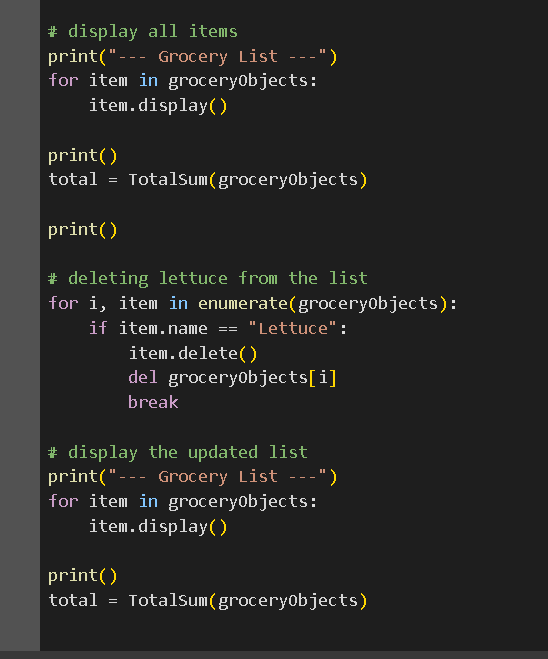 # display all items
print("--- Grocery List ---")
for item in groceryObjects:
    item.display()

print()
total = TotalSum(groceryObjects)

print()

# deleting lettuce from the list
for i, item in enumerate(groceryObjects):
    if item.name == "Lettuce":
        item.delete()
        del groceryObjects[i]
        break

# display the updated list
print("--- Grocery List ---")
for item in groceryObjects:
    item.display()

print()
total = TotalSum(groceryObjects)